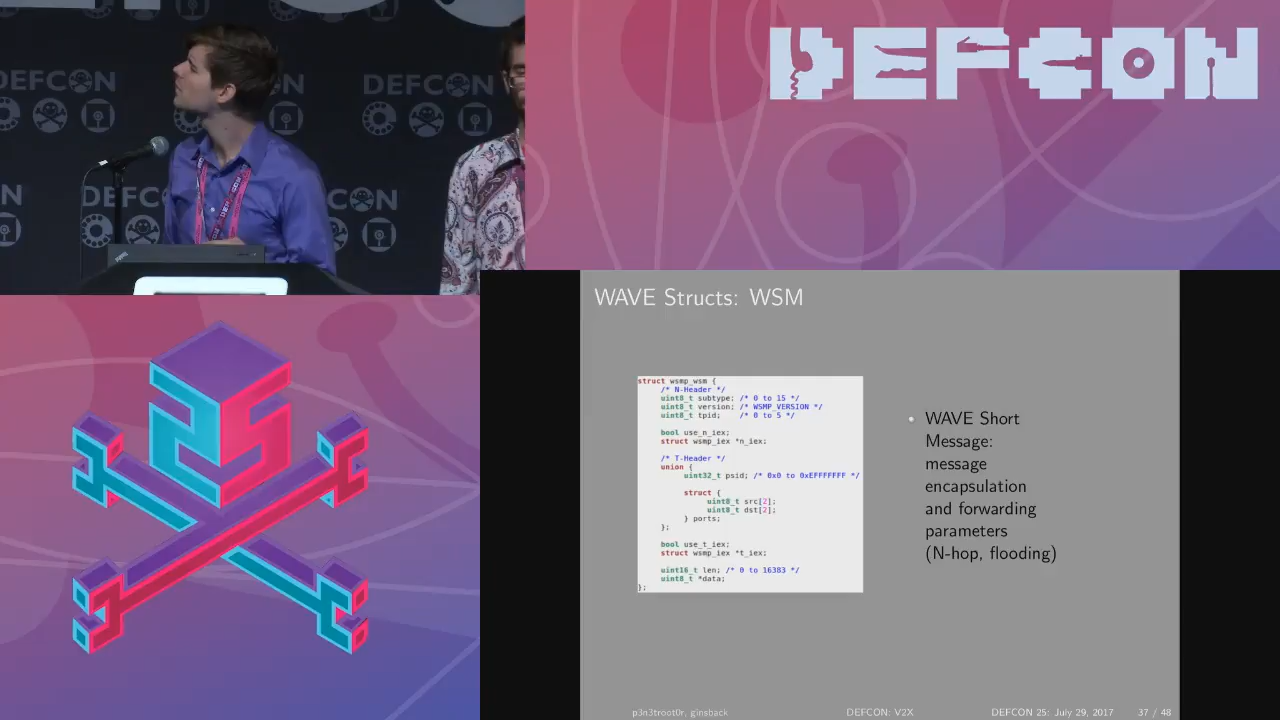 DEFCON
DEFCON
DEFCON
CON
WAVE Structs: WSM
struct wsmp_wsm {
/* N-Header */
uint8_t subtype; /* 0 to 15 */
uint8_t version; /* WSMP_VERSION */
uint8_t tpid; /* 0 to 5 */
bool use_n_iex;
struct wsmp_iex *n_iex;
/* T-Header */
union {
uint32_t psid; /* 0x0 to 0xEFFFFFFF */
struct {
uint8_t src[2];
uint8_t dst[2];
} ports;
};
bool use_t_iex;
struct wsmp_iex *t_iex;
uint16_t len; /* 0 to 16383 */
uint8_t *data;
};
• WAVE Short
Message:
message
encapsulation
and forwarding
parameters
(N-hop, flooding)
p3n3troot0r, ginsback
DEFCON: V2X
DEFCON 25: July 29, 2017
37 / 48